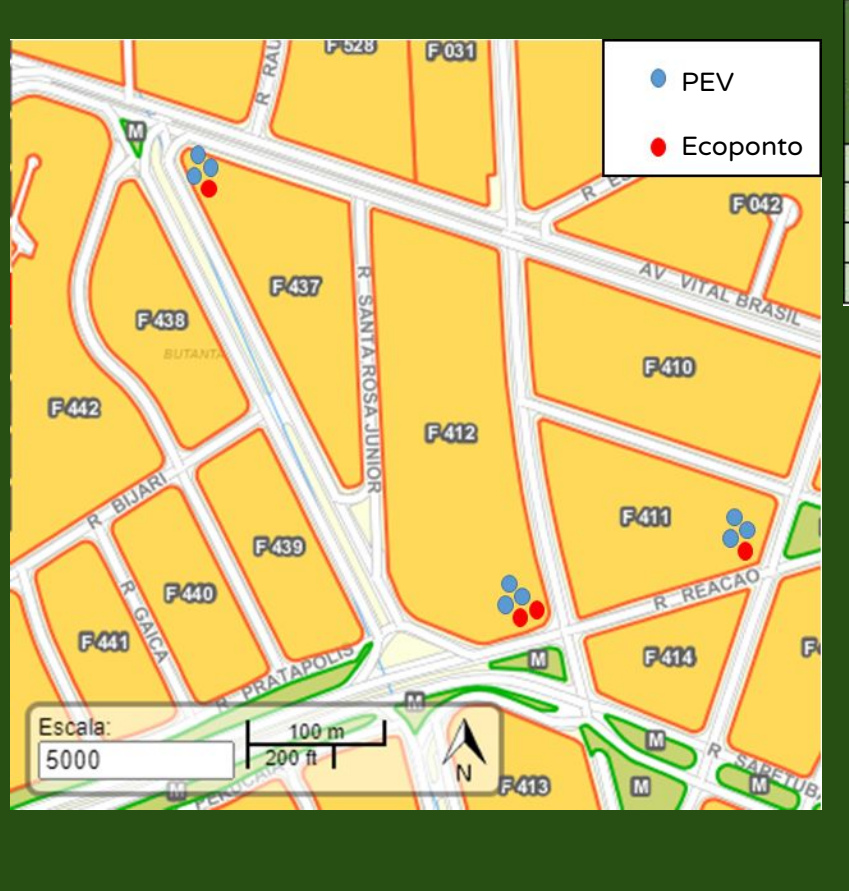 F 528
F 031
PEV
R RAU
M
Ecoponto
F 042
F 437
AV VITAL BRASIL
F 438
BUTANTA
F 410
R SANTA ROSA JUNIOR
F 442
F 412
R BIJARI
F 411
F 439
F 440
R GAICA
R REACAO
F 441
F 414
M
R PRATAPOLIS
M
Escala:
100 m
5000
200 ft
N
M
R SAPETUBA
F 413
M
M
M